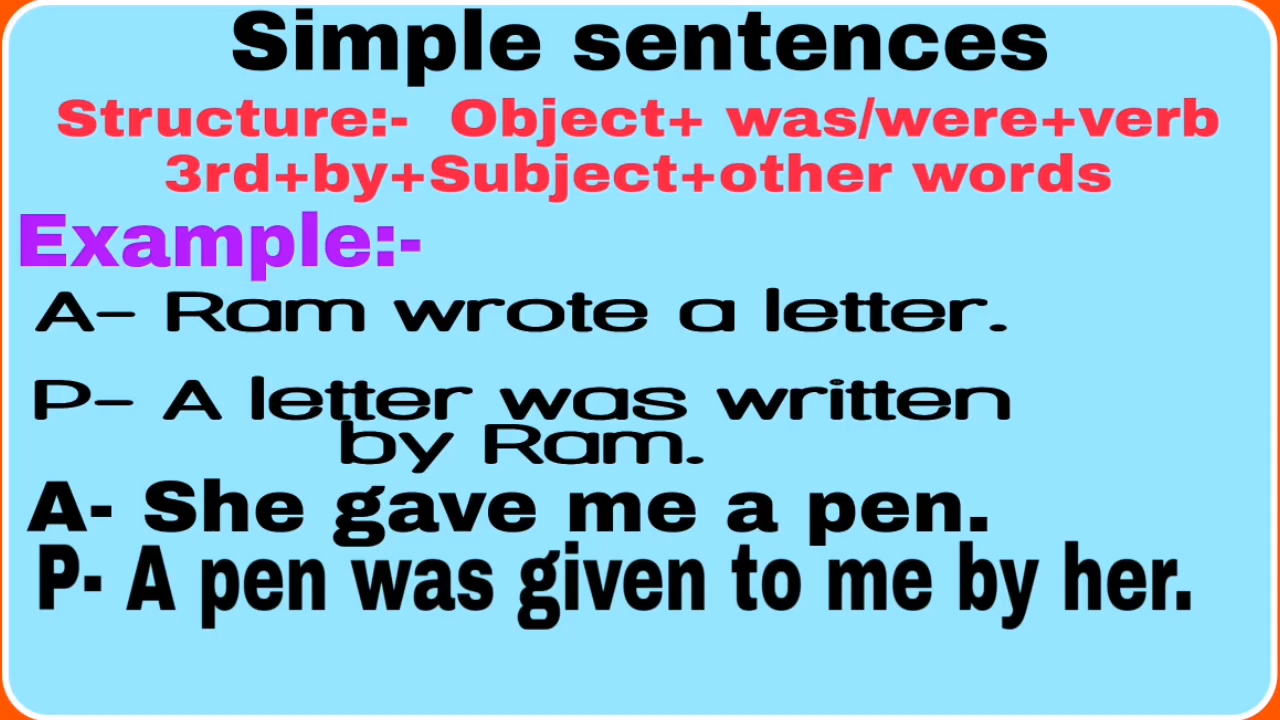 Simple sentences
Structure:- Object+ was/were+verb
3rd+by+Subject+other words
Example:-
A- Ram wrote a letter.
P- A letter was written
by Ram.
A- She gave me a pen.
P- A pen was given to me by her.